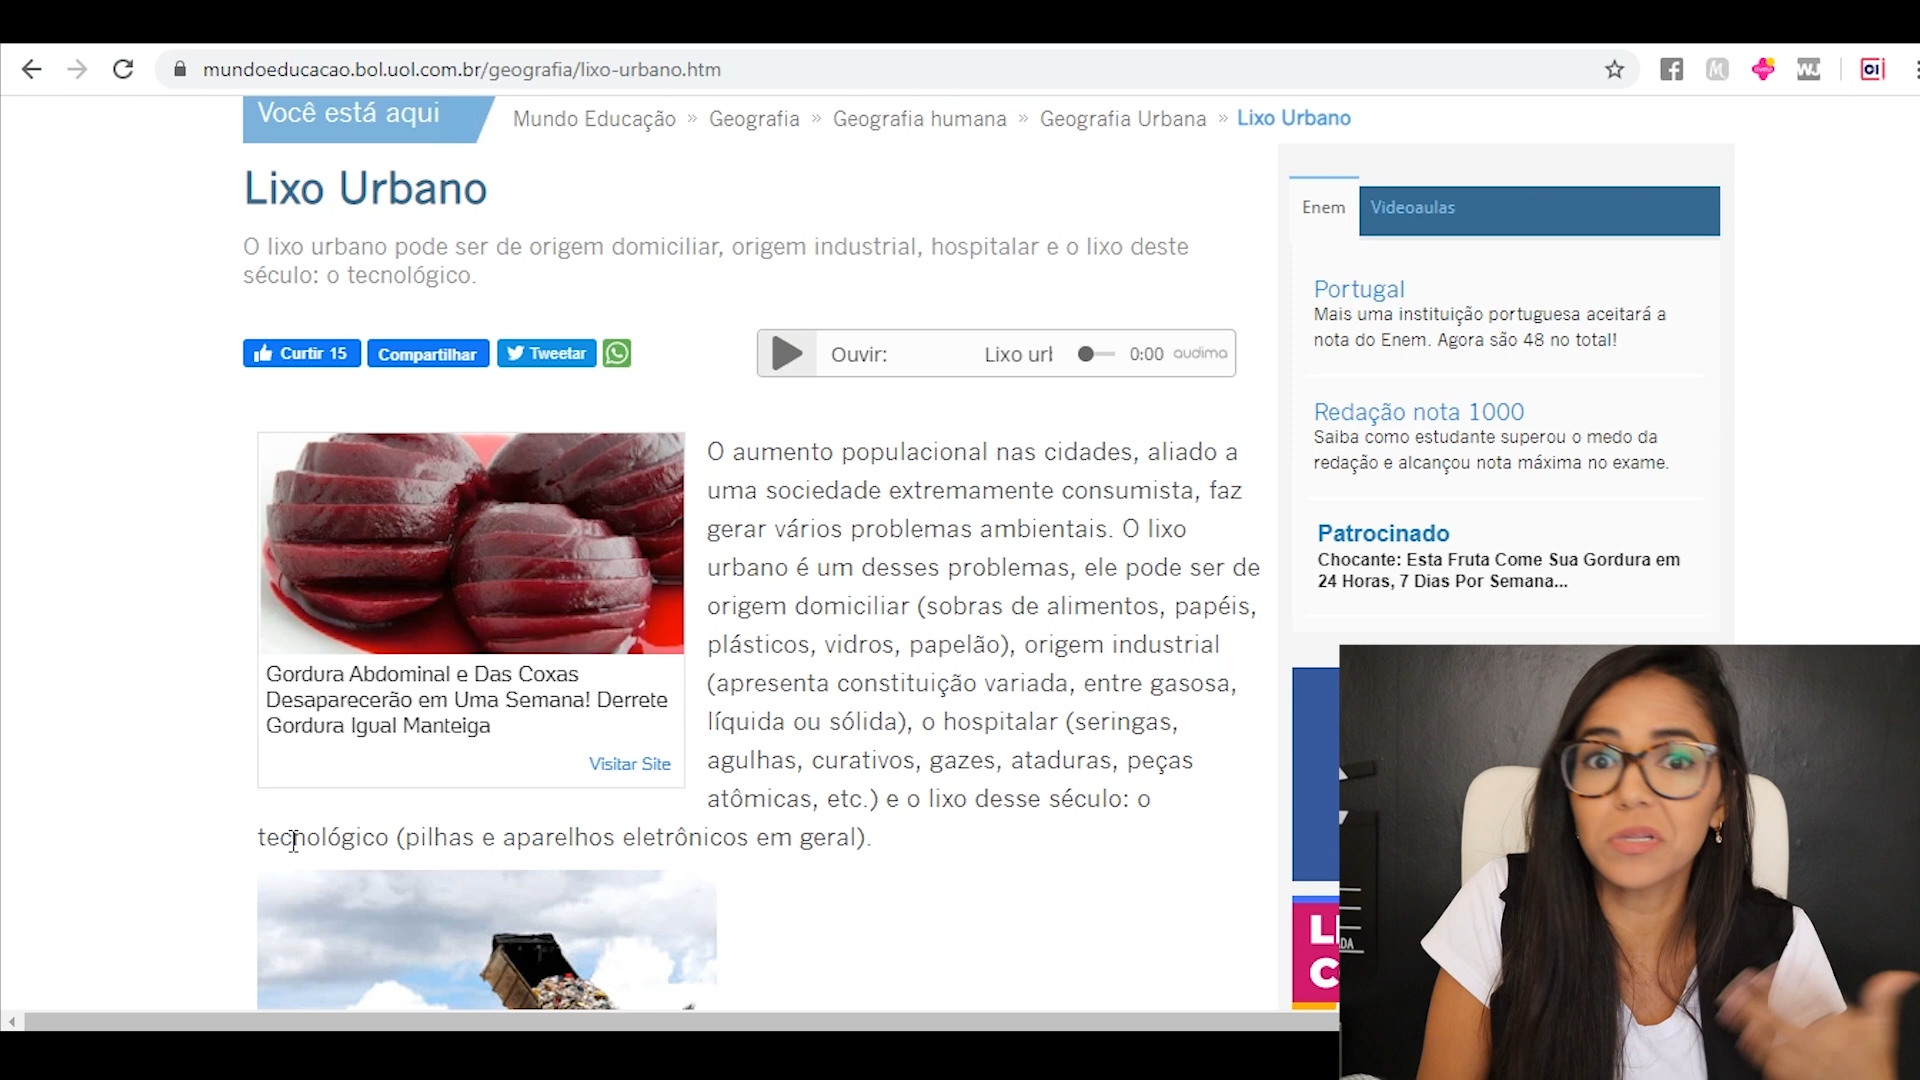 mundoeducacao.bol.uol.com.br/geografia/lixo-urbano.htm
Você está aqui
Mundo Educação » Geografia » Geografia humana » Geografia Urbana » Lixo Urbano
Lixo Urbano
O lixo urbano pode ser de origem domiciliar, origem industrial, hospitalar e o lixo deste
século: o tecnológico.
Curtir 15
Compartilhar
Tweetar
Ouvir:
Lixo url
0:00
audima
Gordura Abdominal e Das Coxas
Desaparecerão em Uma Semana! Derrete
Gordura Igual Manteiga
Visitar Site
O aumento populacional nas cidades, aliado a
uma sociedade extremamente consumista, faz
gerar vários problemas ambientais. O lixo
urbano é um desses problemas, ele pode ser de
origem domiciliar (sobras de alimentos, papéis,
plásticos, vidros, papelão), origem industrial
(apresenta constituição variada, entre gasosa,
líquida ou sólida), o hospitalar (seringas,
agulhas, curativos, gazes, ataduras, peças
atômicas, etc.) e o lixo desse século: o
tecnológico (pilhas e aparelhos eletrônicos em geral).
Enem
Videoaulas
Portugal
Mais uma instituição portuguesa aceitará a
nota do Enem. Agora são 48 no total!
Redação nota 1000
Saiba como estudante superou o medo da
redação e alcançou nota máxima no exame.
Patrocinado
Chocante: Esta Fruta Come Sua Gordura em
24 Horas, 7 Dias Por Semana...
L
C
DA